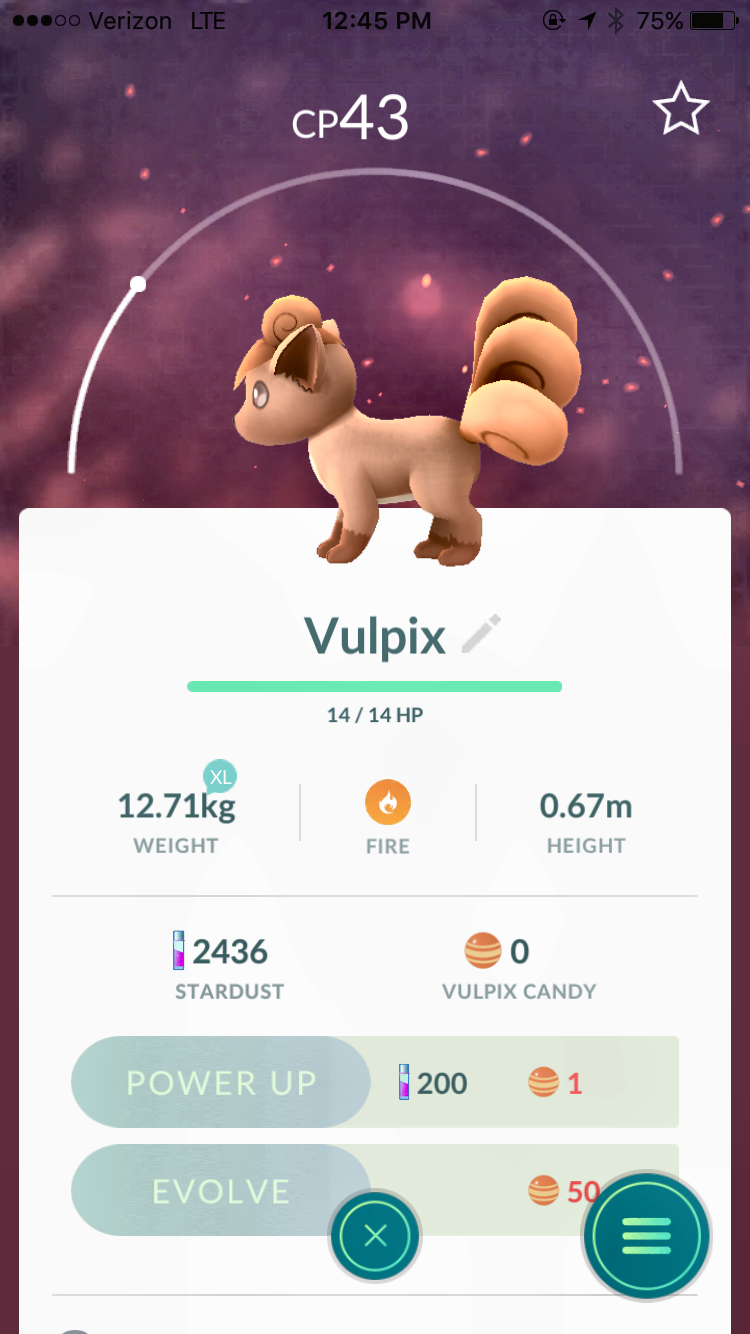 Verizon LTE 12:45 PM 75%
CP43
Vulpix
14 / 14 HP
XL
12.71kg 0.67m
WEIGHT FIRE HEIGHT
2436 0
STARDUST VULPIX CANDY
POWER UP 200 1
EVOLVE 50